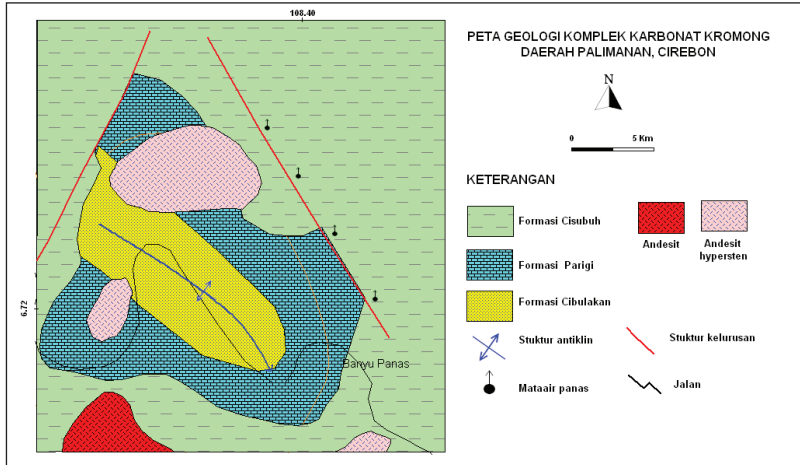 108.40
6.72
Banyu Panas
PETA GEOLOGI KOMPLEK KARBONAT KROMONG
DAERAH PALIMANAN, CIREBON
N
0 5 Km
KETERANGAN
Formasi Cisubuh
Formasi Parigi
Formasi Cibulakan
Stuktur antiklin
Mataair panas
Andesit
Andesit
hypersten
Stuktur kelurusan
Jalan